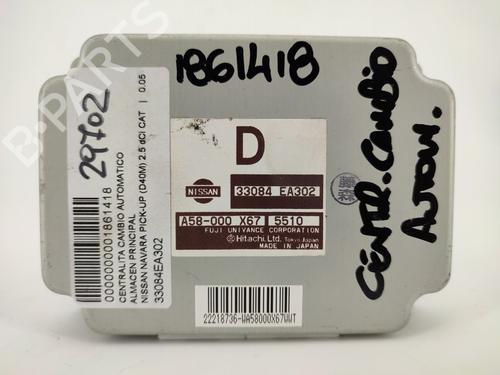 1861418
D
NISSAN
33084 EA302
A58-000 X67 5510
FUJI UNIVANCE CORPORATION
Hitachi. Ltd. Tokyo Japan
MADE IN JAPAN
22218736-WA58000X67WWT
CENTR. CAMBIO
AUTOM.
29702
0000000001861418
CENTRALITA CAMBIO AUTOMATICO
ALMACEN PRINCIPAL
NISSAN NAVARA PICK-UP (D40M) 2.5 dCi CAT | 0.05
33084EA302
B-PARTS